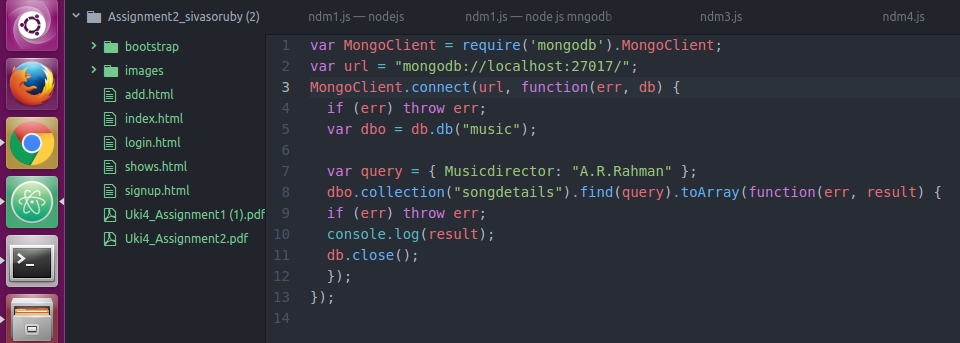 Assignment2_sivasoruby (2)
bootstrap
images
add.html
index.html
login.html
shows.html
signup.html
Uki4_Assignment1 (1).pdf
Uki4_Assignment2.pdf
ndm1.js — nodejs
ndm1.js — node js mngodb
ndm3.js
ndm4.js
1 var MongoClient = require('mongodb').MongoClient;
2 var url = "mongodb://localhost:27017/";
3 MongoClient.connect(url, function(err, db) {
4 if (err) throw err;
5 var dbo = db.db("music");
6
7 var query = { Musicdirector: "A.R.Rahman" };
8 dbo.collection("songdetails").find(query).toArray(function(err, result) {
9 if (err) throw err;
10 console.log(result);
11 db.close();
12 });
13 });
14